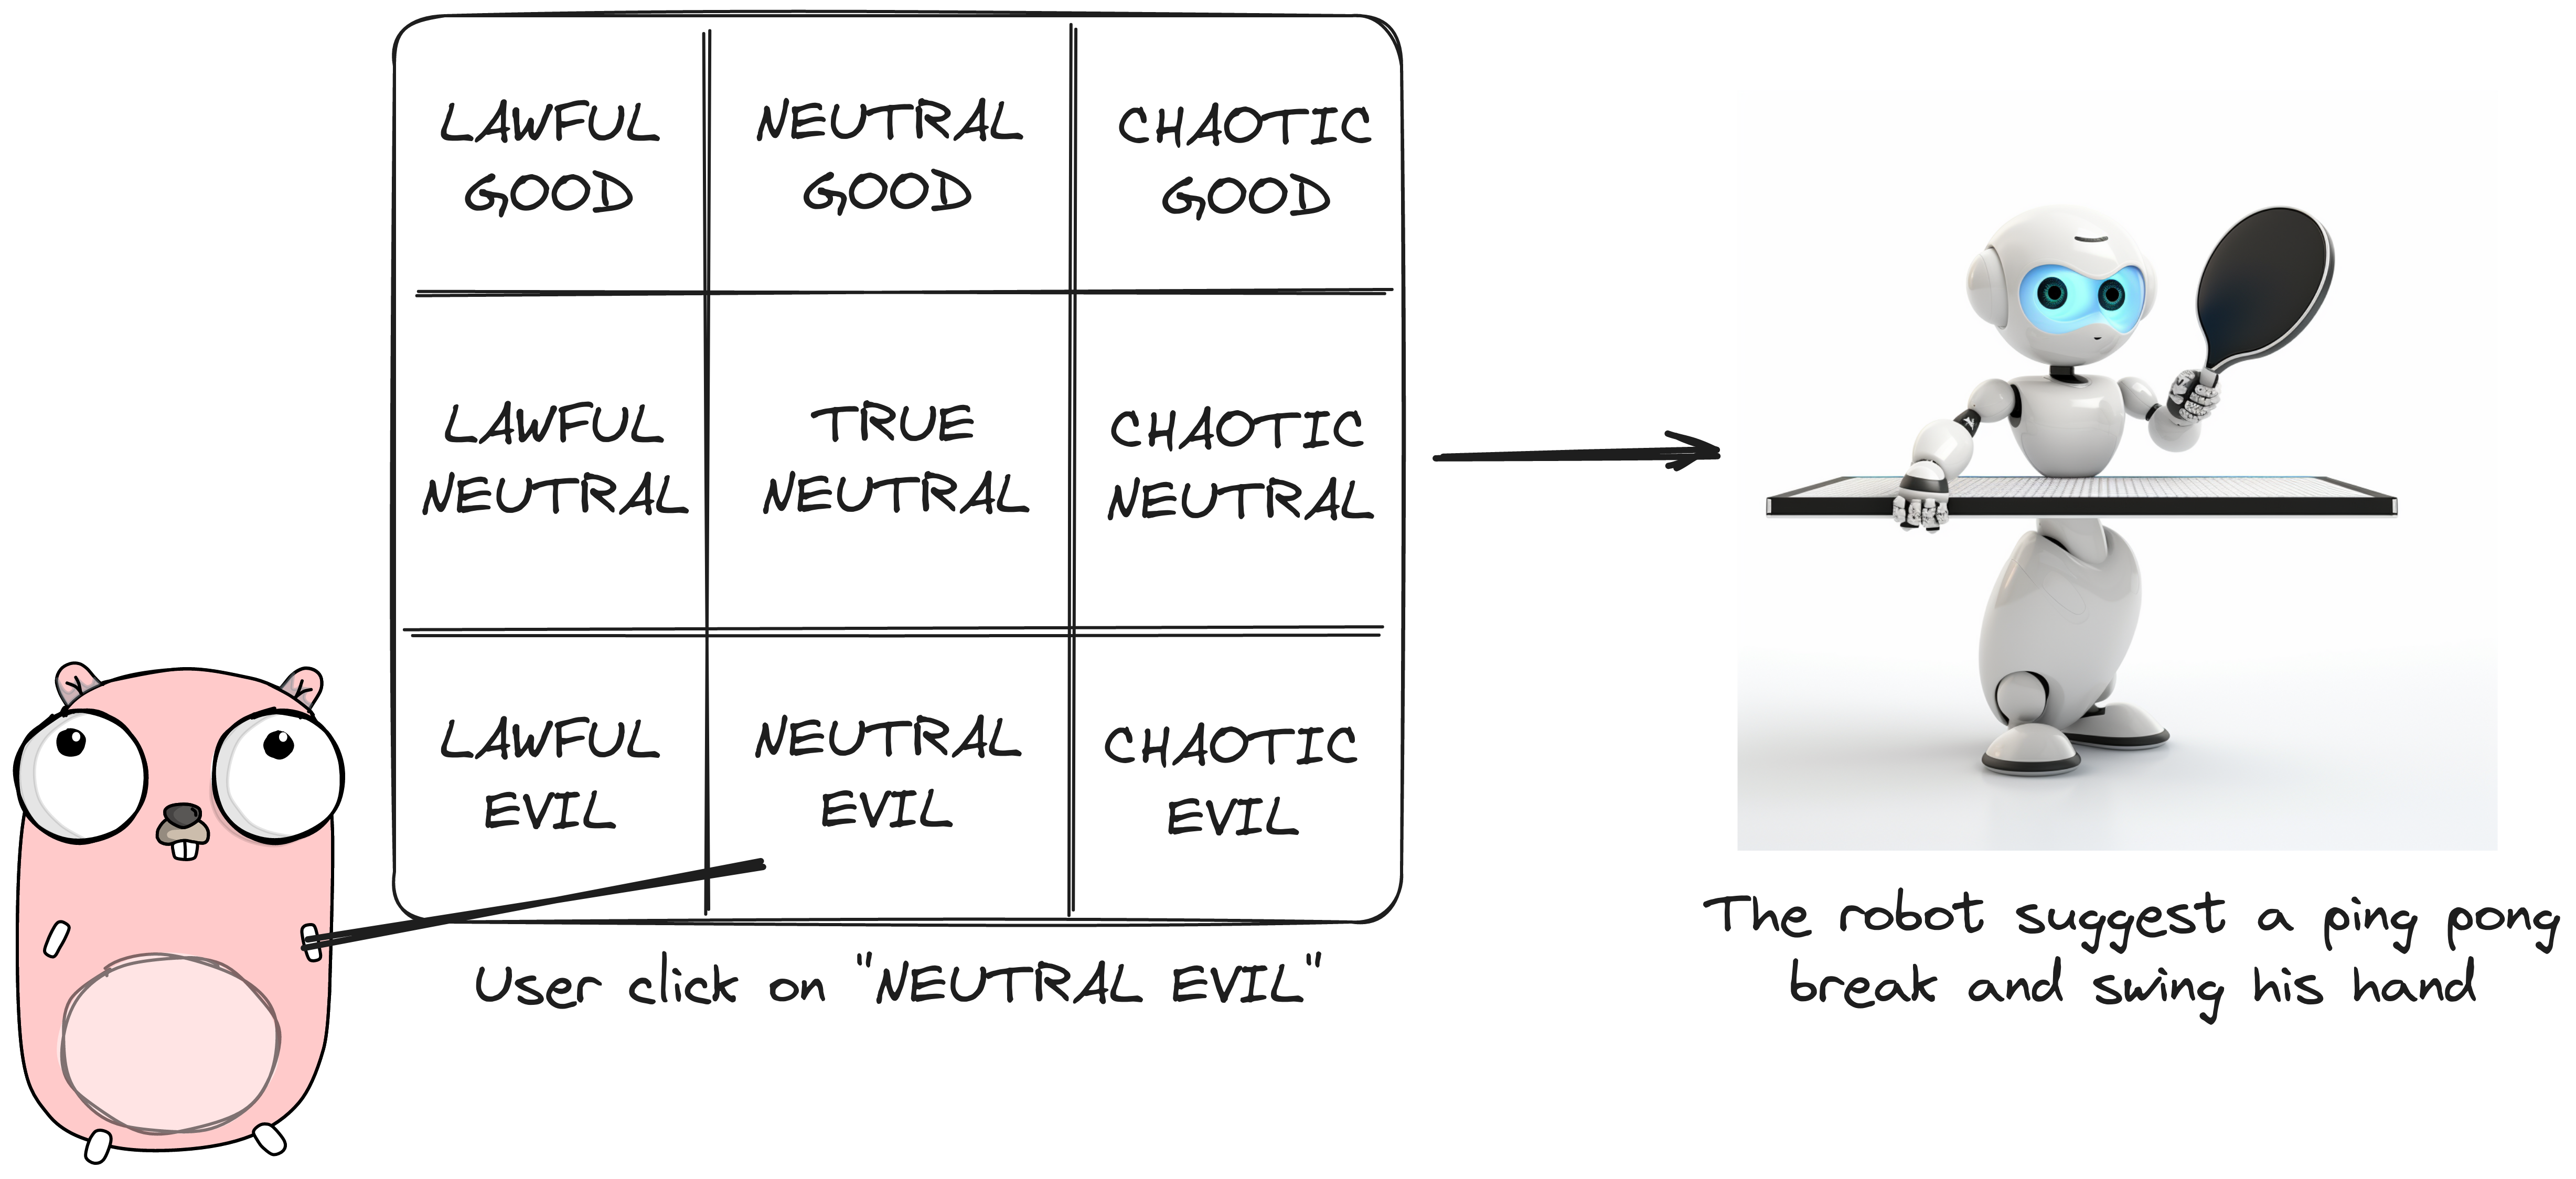 LAWFUL
GOOD
NEUTRAL
GOOD
CHAOTIC
GOOD
LAWFUL
NEUTRAL
TRUE
NEUTRAL
CHAOTIC
NEUTRAL
LAWFUL
EVIL
NEUTRAL
EVIL
CHAOTIC
EVIL
User click on "NEUTRAL EVIL"
The robot suggest a ping pong
break and swing his hand